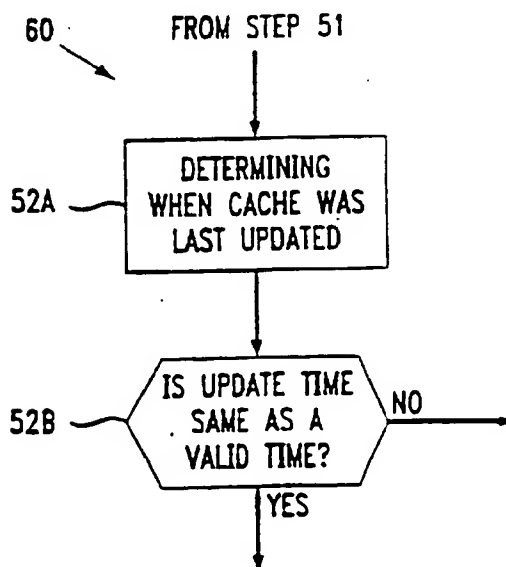 60
FROM STEP 51
52A
DETERMINING
WHEN CACHE WAS
LAST UPDATED
52B
IS UPDATE TIME
SAME AS A
VALID TIME?
NO
YES